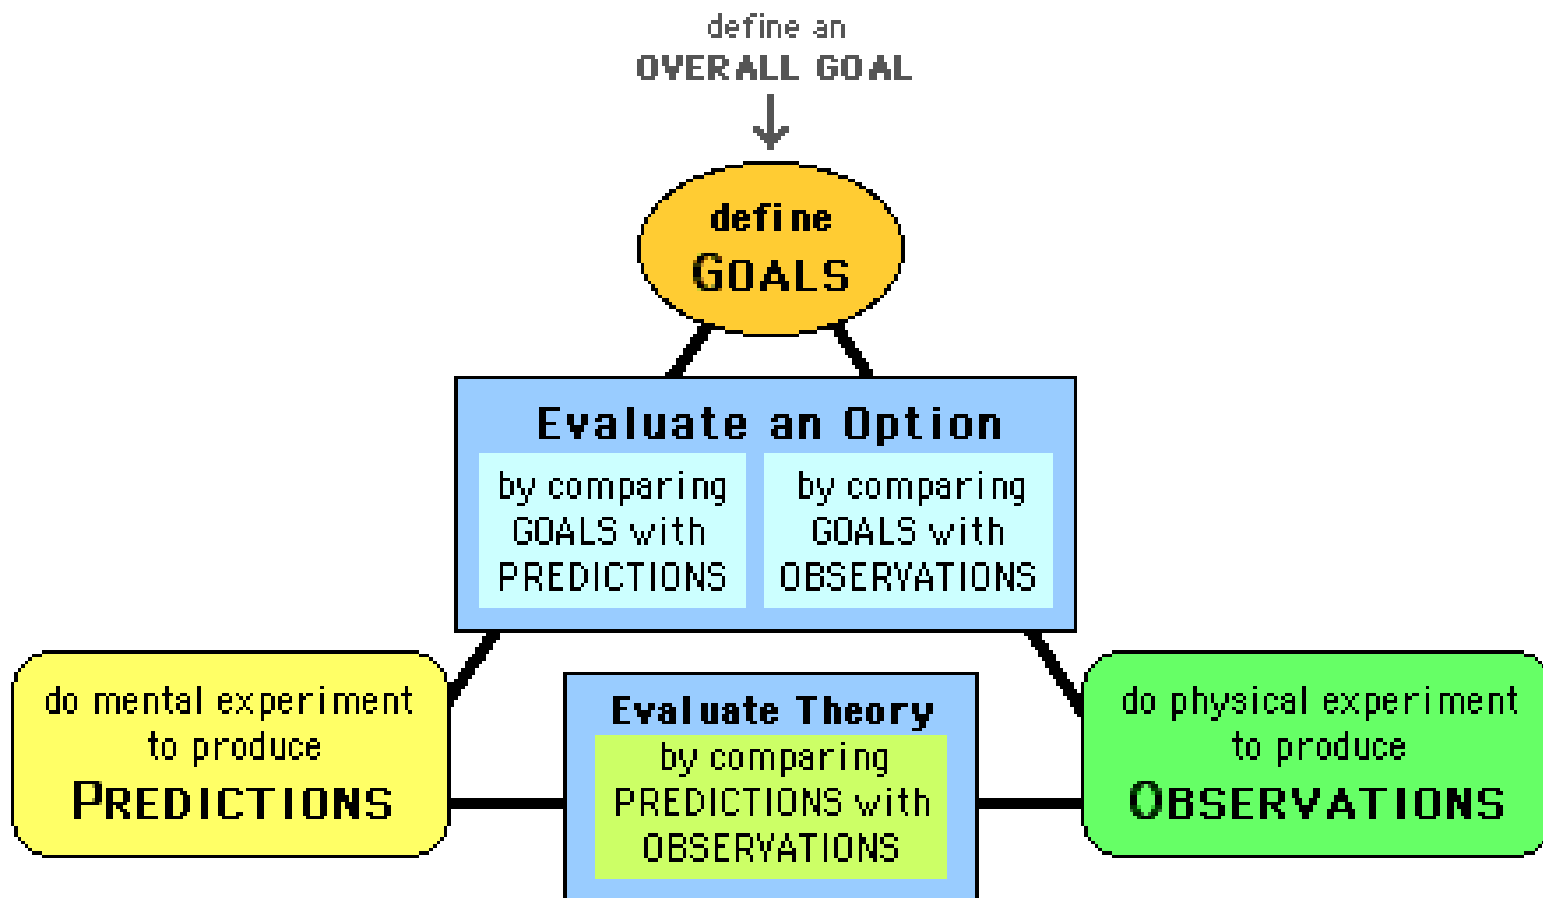 define an
OVERALL GOAL
define
GOALS
Evaluate an Option
by comparing
GOALS with
PREDICTIONS
by comparing
GOALS with
OBSERVATIONS
do mental experiment
to produce
PREDICTIONS
Evaluate Theory
by comparing
PREDICTIONS with
OBSERVATIONS
do physical experiment
to produce
OBSERVATIONS